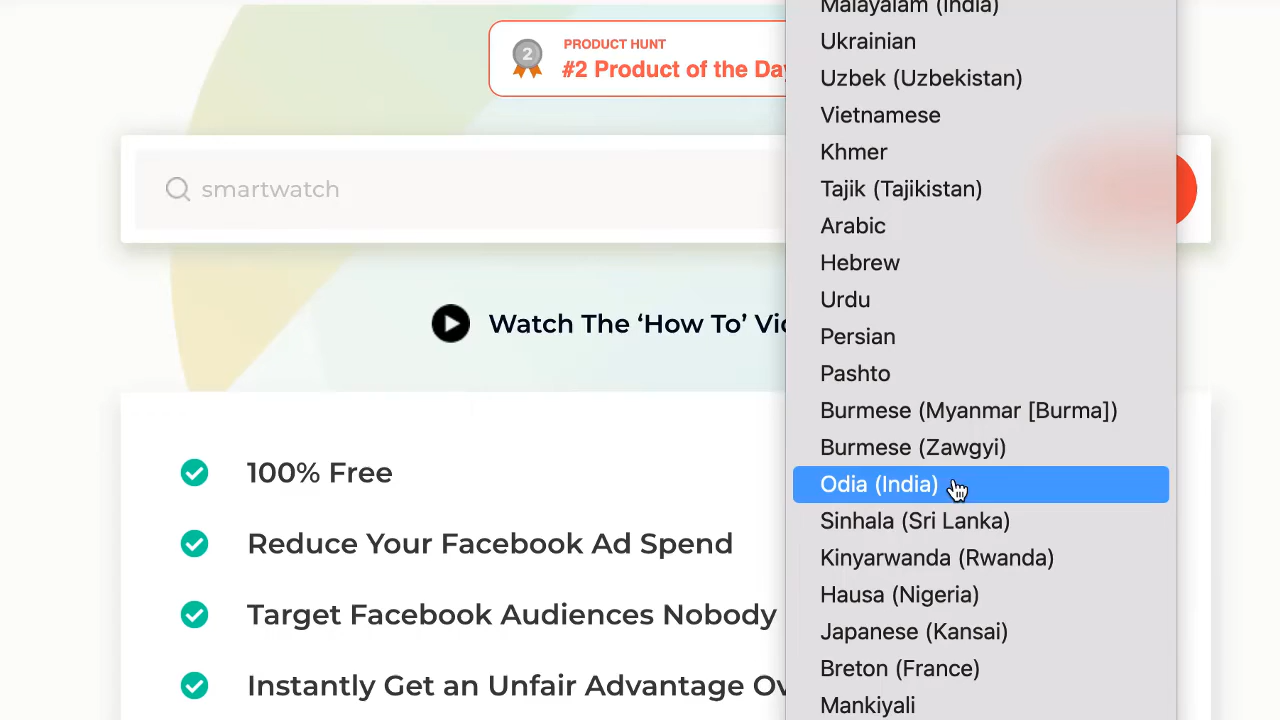 PRODUCT HUNT
2
#2 Product of the Day
smartwatch
Watch The ‘How To’
100% Free
Reduce Your Facebook Ad Spend
Target Facebook Audiences Nobody
Instantly Get an Unfair Advantage
Malayalam (India)
Ukrainian
Uzbek (Uzbekistan)
Vietnamese
Khmer
Tajik (Tajikistan)
Arabic
Hebrew
Urdu
Persian
Pashto
Burmese (Myanmar [Burma])
Burmese (Zawgyi)
Odia (India)
Sinhala (Sri Lanka)
Kinyarwanda (Rwanda)
Hausa (Nigeria)
Japanese (Kansai)
Breton (France)
Mankiyali